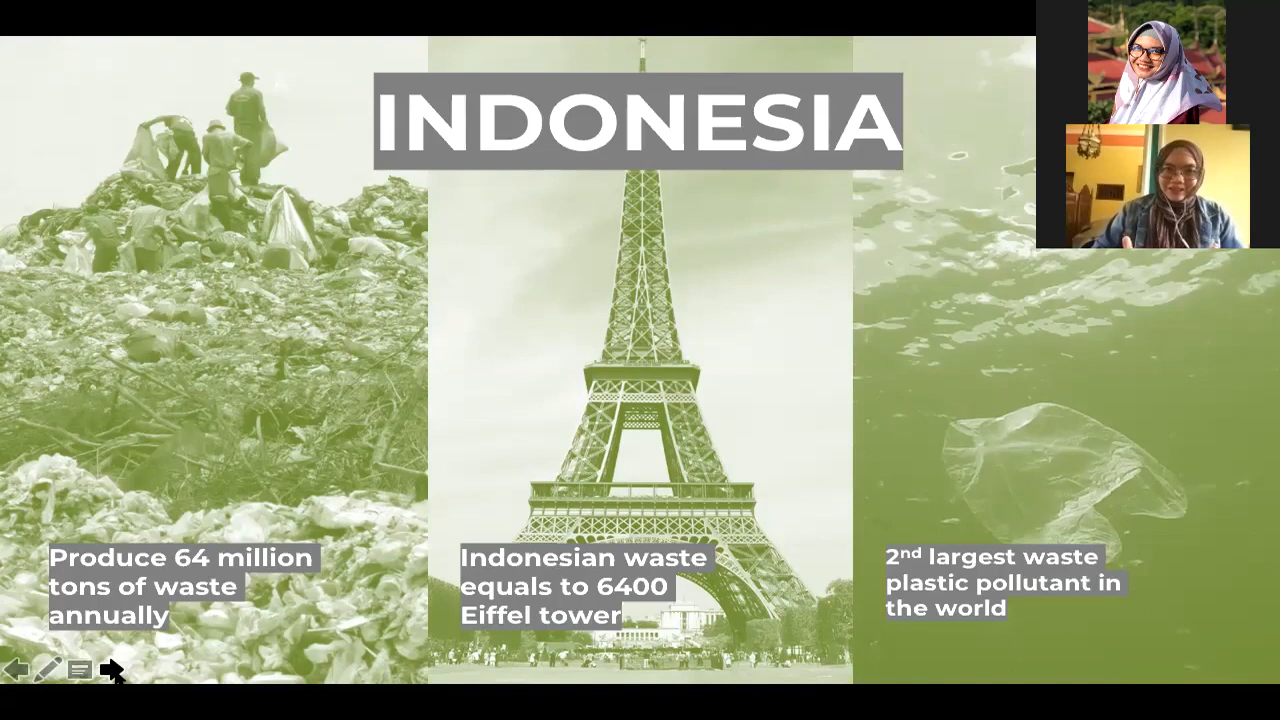 INDONESIA
Produce 64 million
tons of waste
annually
Indonesian waste
equals to 6400
Eiffel tower
2nd largest waste
plastic pollutant in
the world